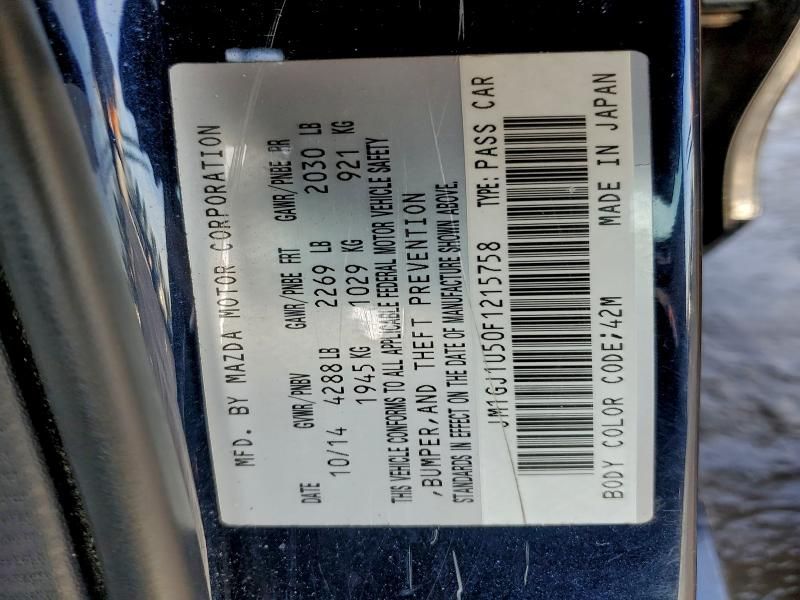 MFD. BY MAZDA MOTOR CORPORATION
DATE GVWR/PNBV GAWR/PNBE FRT GAWR/PNBE RR
10/14 4288 LB 2269 LB 2030 LB
1945 KG 1029 KG 921 KG
THIS VEHICLE CONFORMS TO ALL APPLICABLE FEDERAL MOTOR VEHICLE SAFETY
,BUMPER,AND THEFT PREVENTION
STANDARDS IN EFFECT ON THE DATE OF MANUFACTURE SHOWN ABOVE.
JM1GJ1U50F1215758 TYPE: PASS CAR
BODY COLOR CODE/42M MADE IN JAPAN